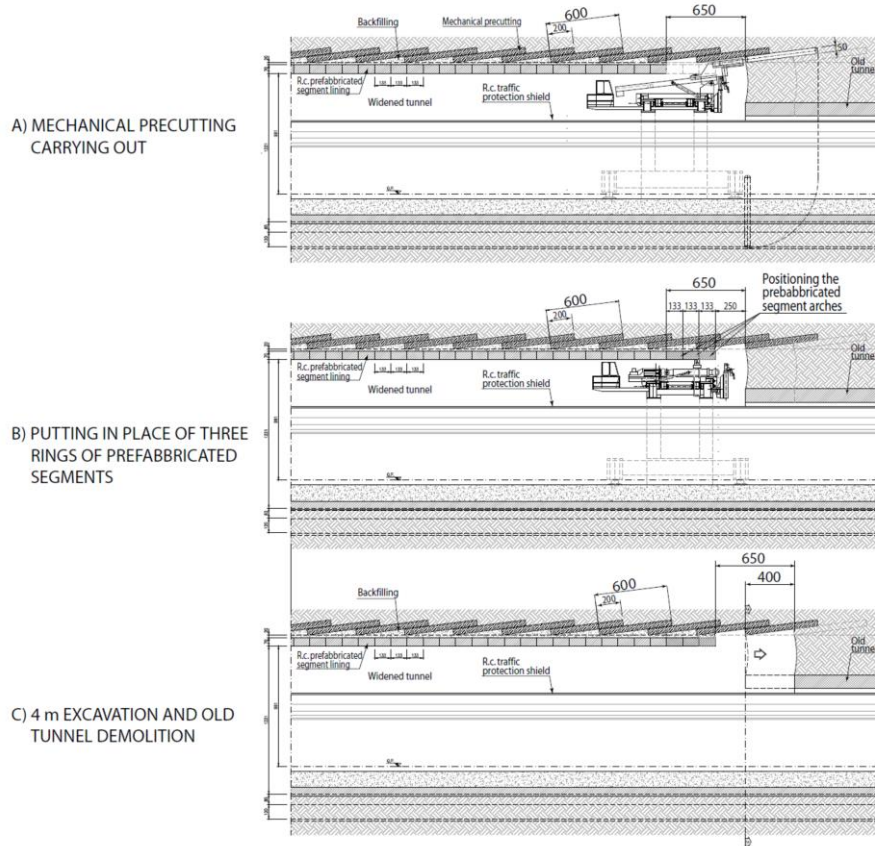 Backfilling
Mechanical precutting
600
200
650
50
R.c. prefabbricated
segment lining
Widened tunnel
R.c. traffic
protection shield
Old
tunnel
A) MECHANICAL PRECUTTING
CARRYING OUT
650
133 133 133 250
Positioning the
prebabbricated
segment arches
600
200
R.c. prefabbricated
segment lining
Widened tunnel
R.c. traffic
protection shield
Old
tunnel
B) PUTTING IN PLACE OF THREE
RINGS OF PREFABBRICATED
SEGMENTS
650
400
Backfilling
600
200
R.c. prefabbricated
segment lining
Widened tunnel
R.c. traffic
protection shield
Old
tunnel
C) 4 m EXCAVATION AND OLD
TUNNEL DEMOLITION